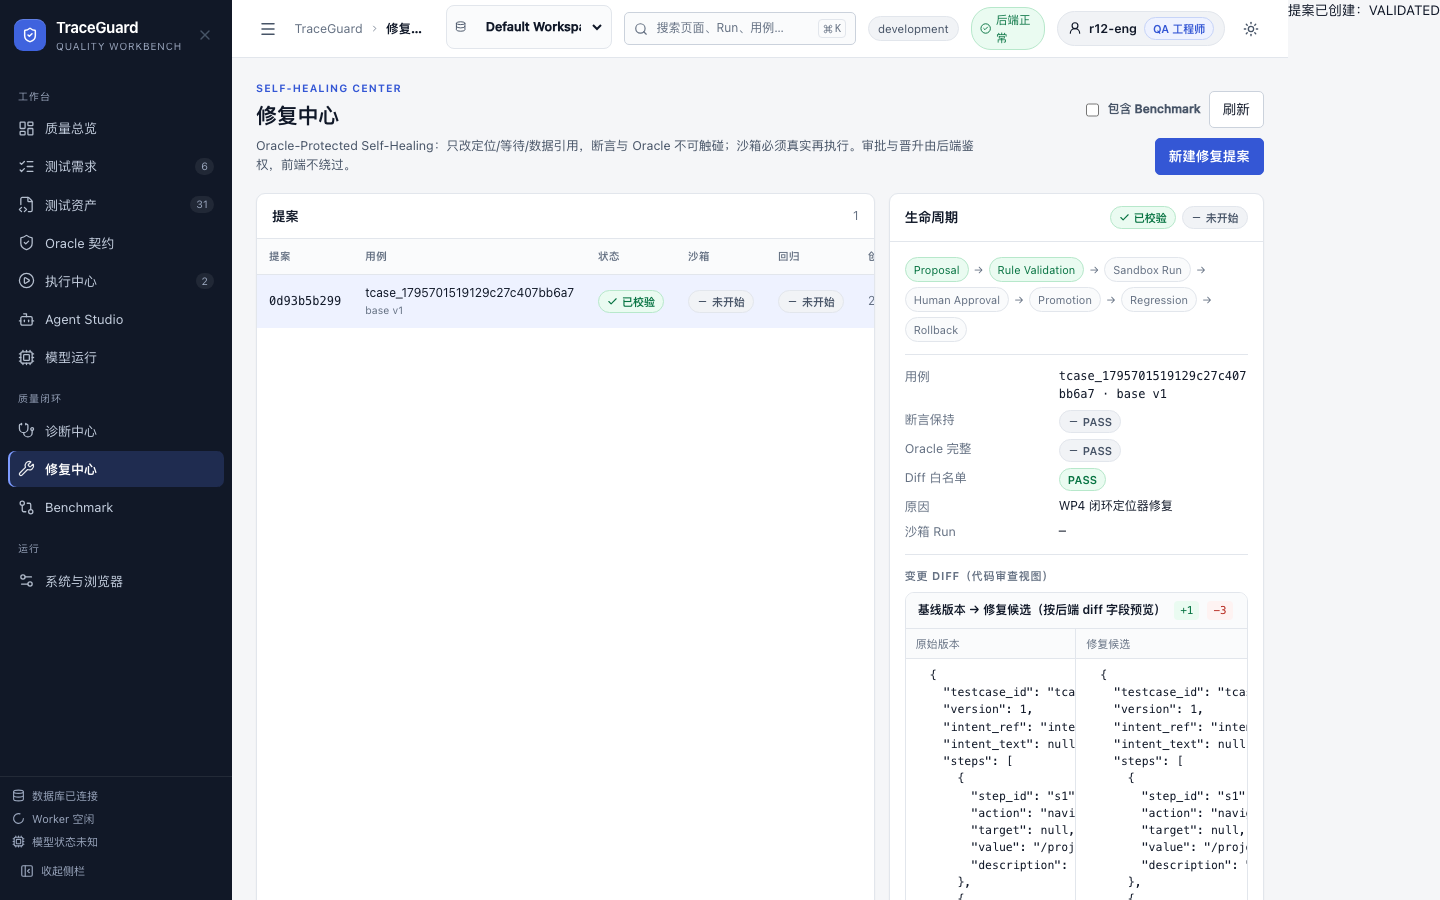 TraceGuard
QUALITY WORKBENCH
工作台
质量总览
测试需求 6
测试资产 31
Oracle 契约
执行中心 2
Agent Studio
模型运行
质量闭环
诊断中心
修复中心
Benchmark
运行
系统与浏览器
数据库已连接
Worker 空闲
模型状态未知
收起侧栏
TraceGuard › 修复...
Default Workspa
搜索页面、Run、用例... ⌘K
development
后端正
常
r12-eng QA 工程师
提案已创建：VALIDATED
SELF-HEALING CENTER
修复中心
Oracle-Protected Self-Healing：只改定位/等待/数据引用，断言与 Oracle 不可触碰；沙箱必须真实再执行。审批与晋升由后端鉴
权，前端不绕过。
包含 Benchmark
刷新
新建修复提案
提案 1
提案 用例 状态 沙箱 回归
0d93b5b299 tcase_1795701519129c27c407bb6a7 已校验 — 未开始 — 未开始 2
base v1
生命周期 已校验 — 未开始
Proposal → Rule Validation → Sandbox Run →
Human Approval → Promotion → Regression →
Rollback
用例 tcase_1795701519129c27c407
bb6a7 · base v1
断言保持 — PASS
Oracle 完整 — PASS
Diff 白名单 PASS
原因 WP4 闭环定位器修复
沙箱 Run —
变更 DIFF（代码审查视图）
基线版本 → 修复候选（按后端 diff 字段预览） +1 −3
原始版本 修复候选
{ {
"testcase_id": "tca "testcase_id": "tca
"version": 1, "version": 1,
"intent_ref": "inte "intent_ref": "inten
"intent_text": null "intent_text": null
"steps": [ "steps": [
{ {
"step_id": "s1" "step_id": "s1"
"action": "navi "action": "navi
"target": null, "target": null,
"value": "/proj "value": "/proj
"description": "description": "
}, },
{ {